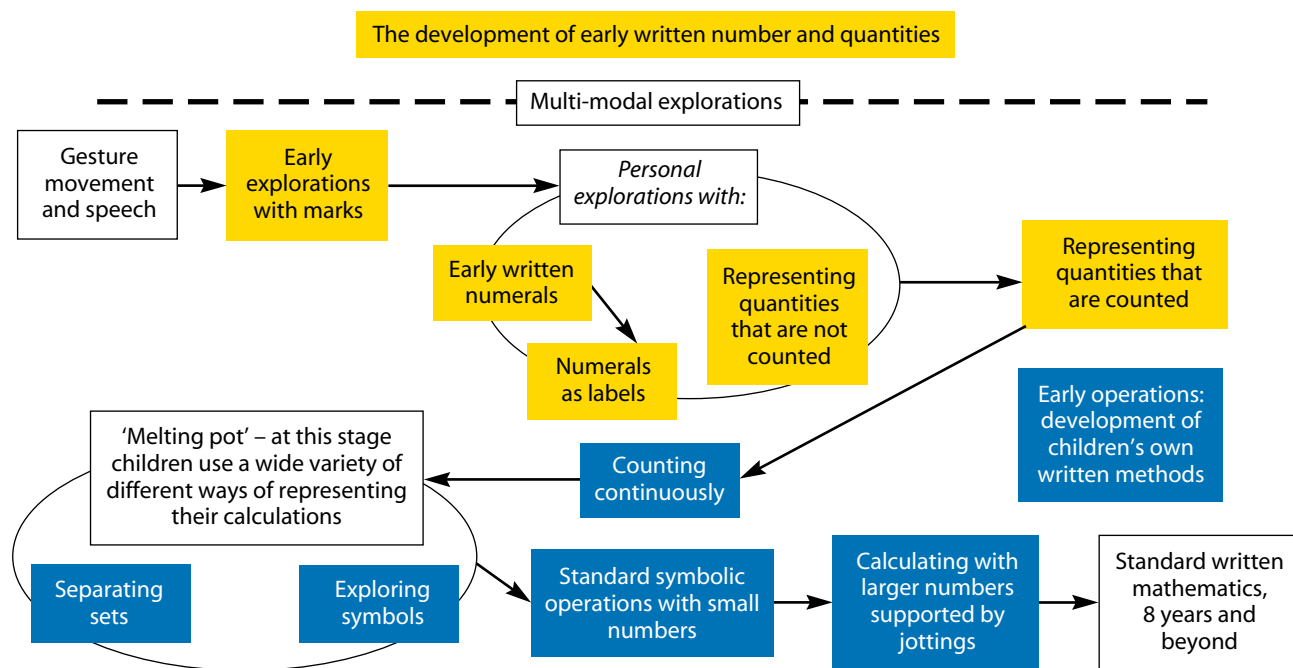 The development of early written number and quantities
Multi-modal explorations
Gesture
movement
and speech
Early
explorations
with marks
Personal
explorations with:
Early written
numerals
Numerals
as labels
Representing
quantities
that are not
counted
Representing
quantities that
are counted
Early operations:
development of
children’s own
written methods
Counting
continuously
‘Melting pot’ – at this stage
children use a wide variety of
different ways of representing
their calculations
Separating
sets
Exploring
symbols
Standard symbolic
operations with small
numbers
Calculating with
larger numbers
supported by
jottings
Standard written
mathematics,
8 years and
beyond